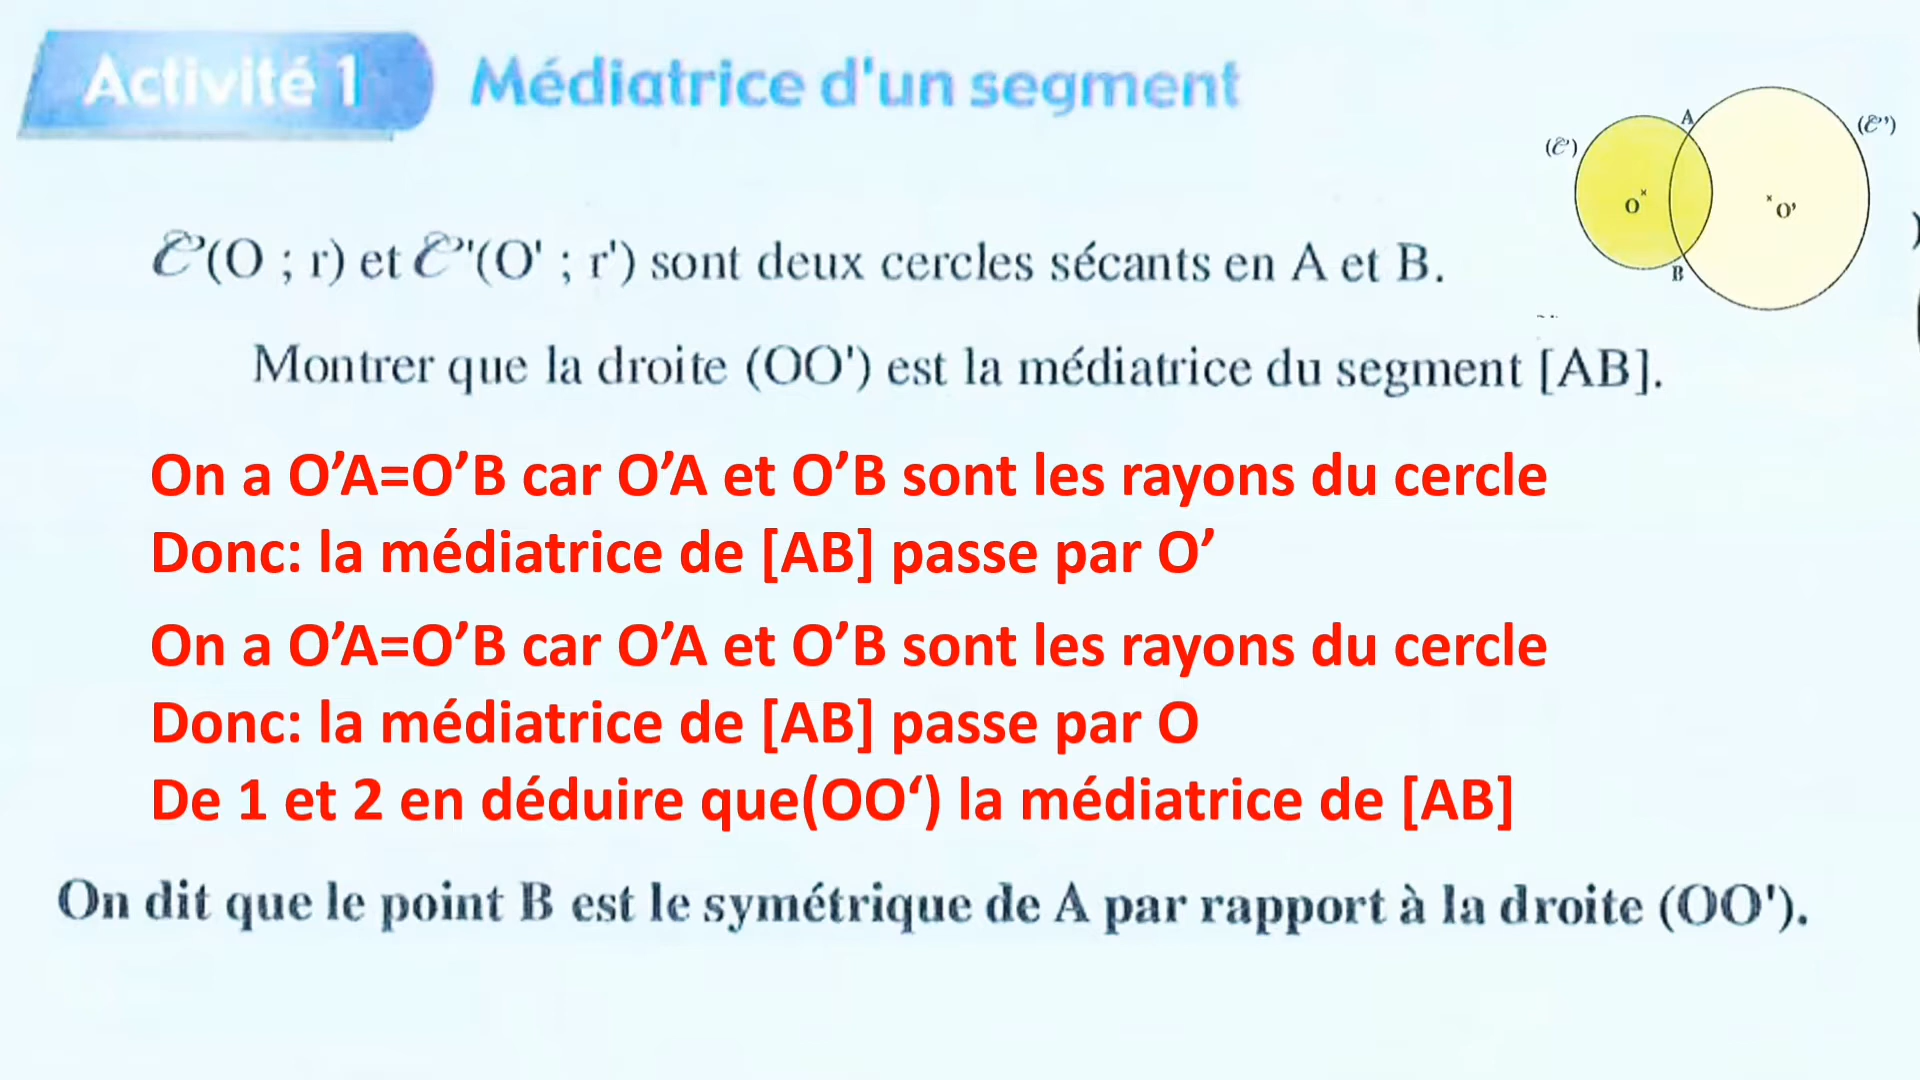 Activité 1 Médiatrice d'un segment
A
(𝒞)
(𝒞')
O
O'
B
𝒞(O ; r) et 𝒞'(O' ; r') sont deux cercles sécants en A et B.
Montrer que la droite (OO') est la médiatrice du segment [AB].
On a O’A=O’B car O’A et O’B sont les rayons du cercle
Donc: la médiatrice de [AB] passe par O’
On a O’A=O’B car O’A et O’B sont les rayons du cercle
Donc: la médiatrice de [AB] passe par O
De 1 et 2 en déduire que(OO‘) la médiatrice de [AB]
On dit que le point B est le symétrique de A par rapport à la droite (OO').